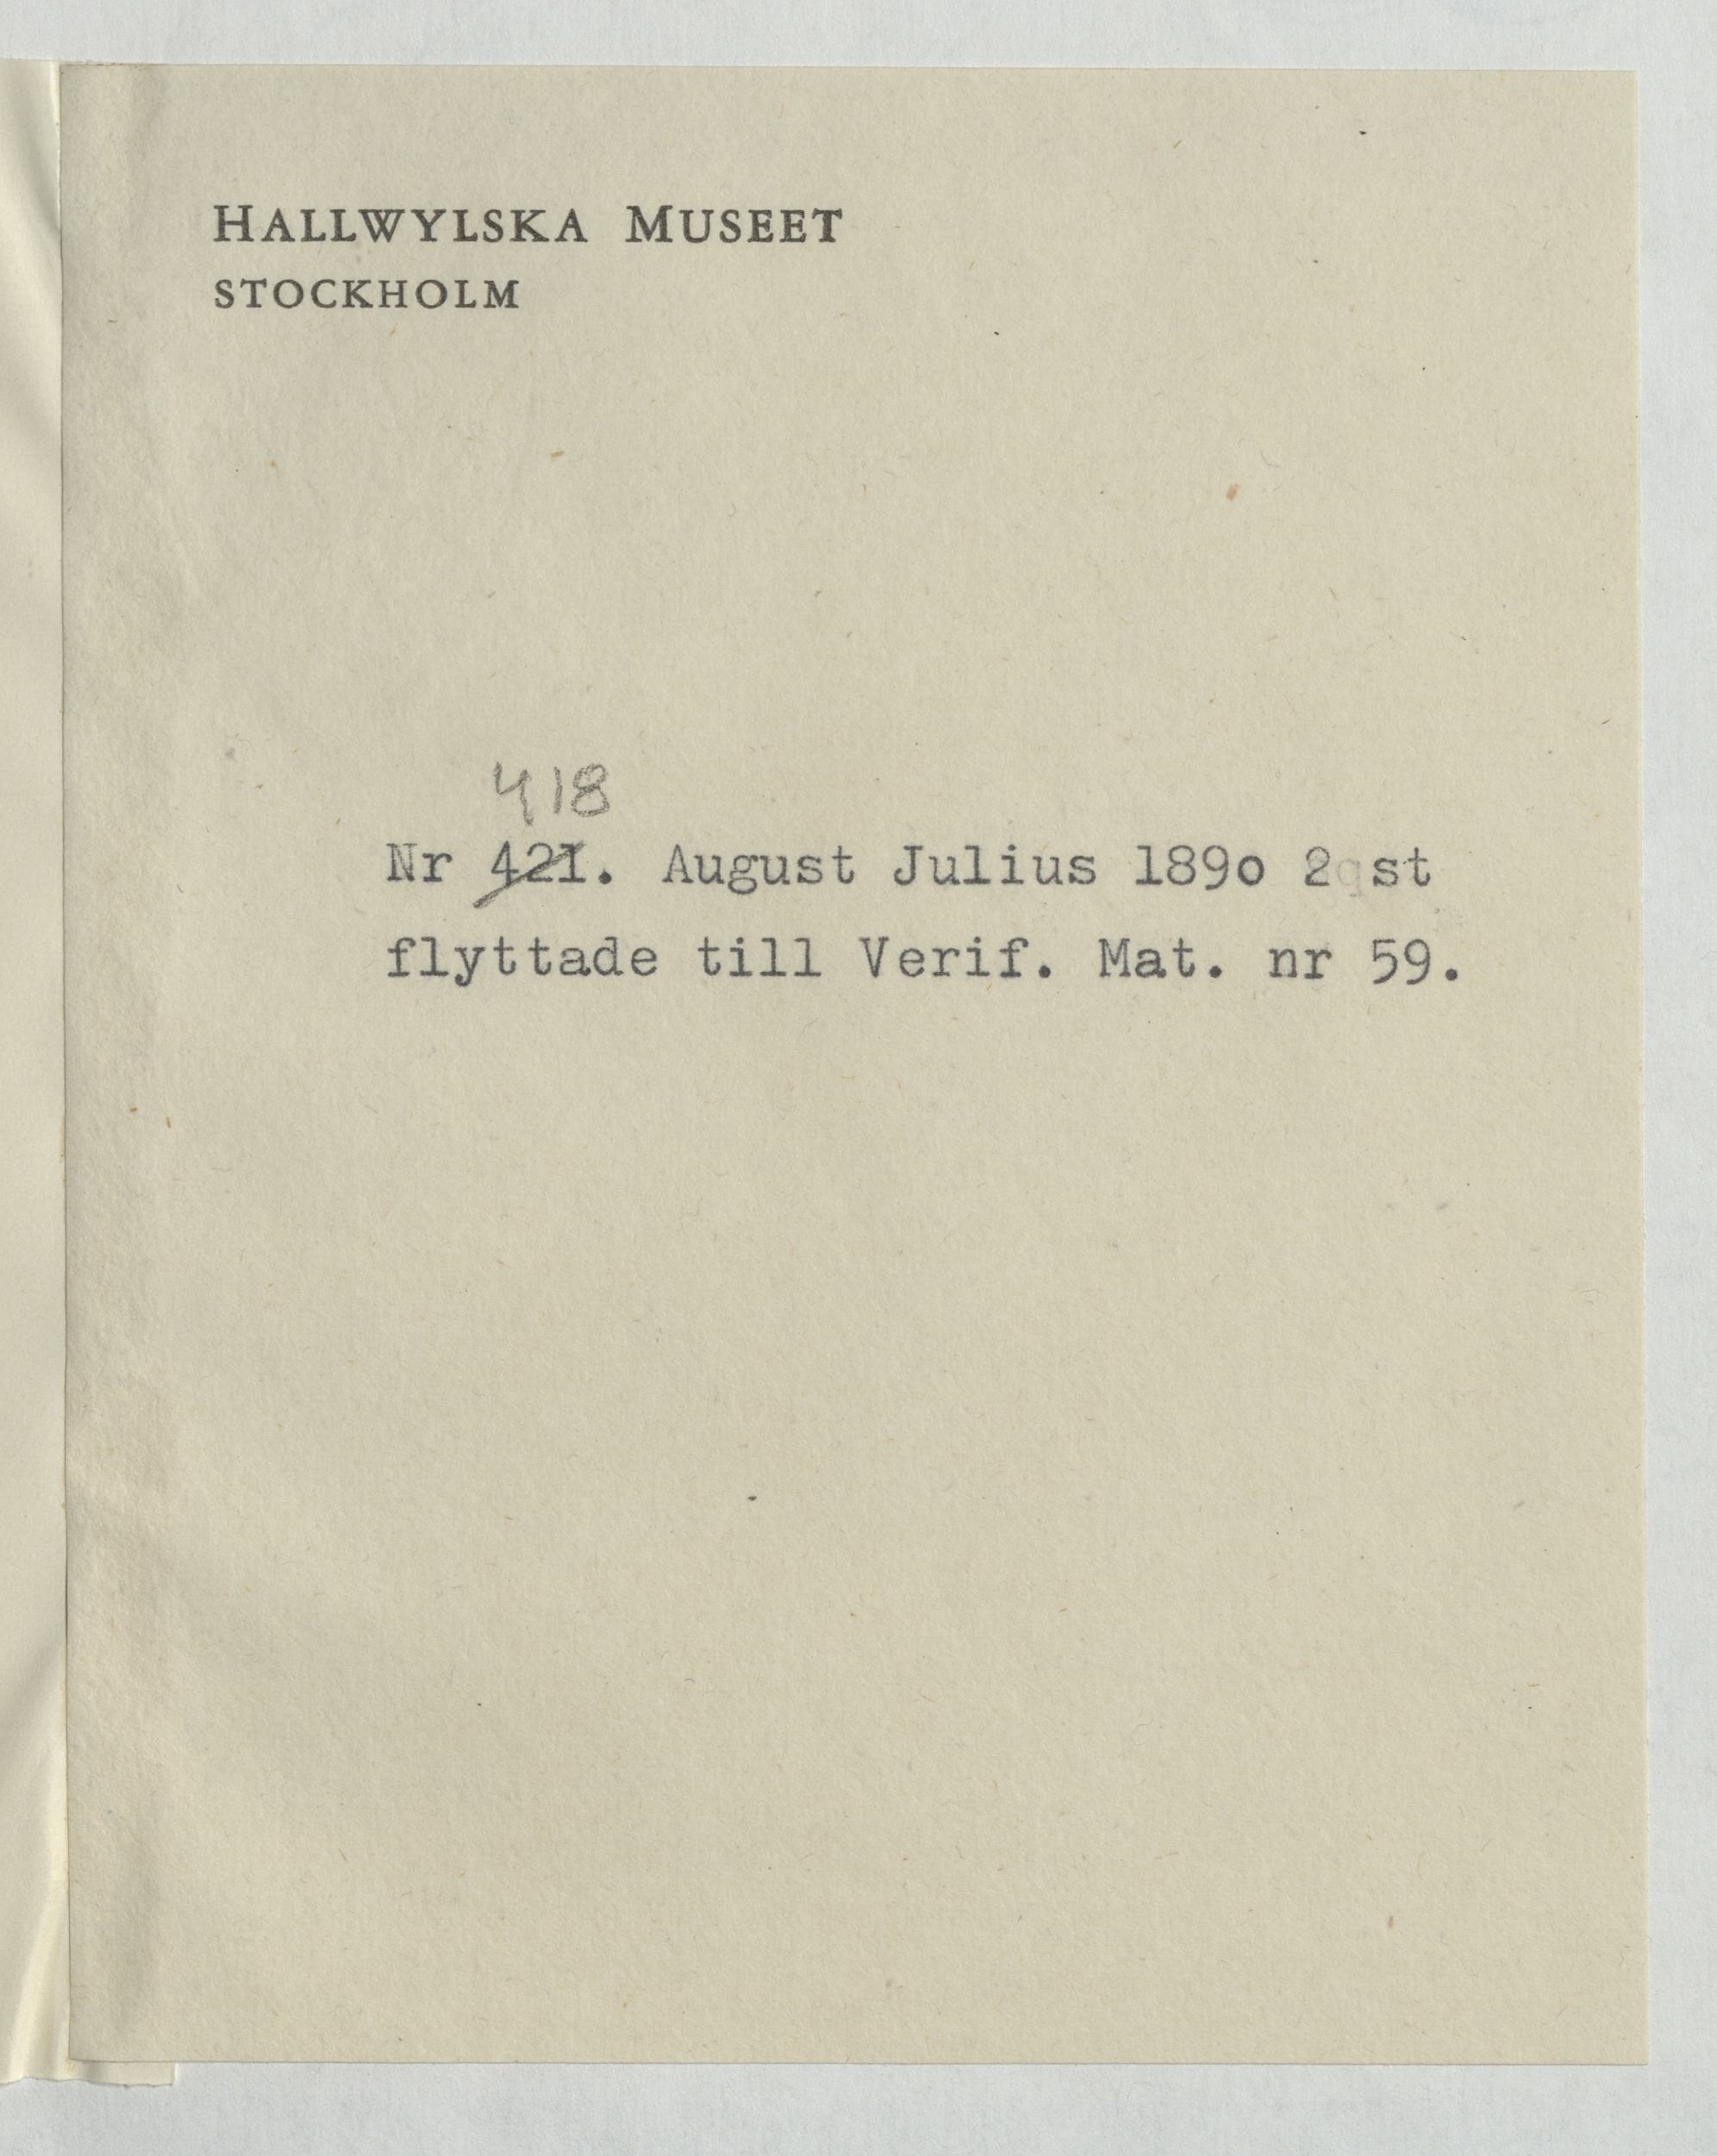 HALLWYLSKA MUSEET
STOCKHOLM
418
Nr 421. August Julius 189o 2 st
flyttade till Verif. Mat. nr 59.